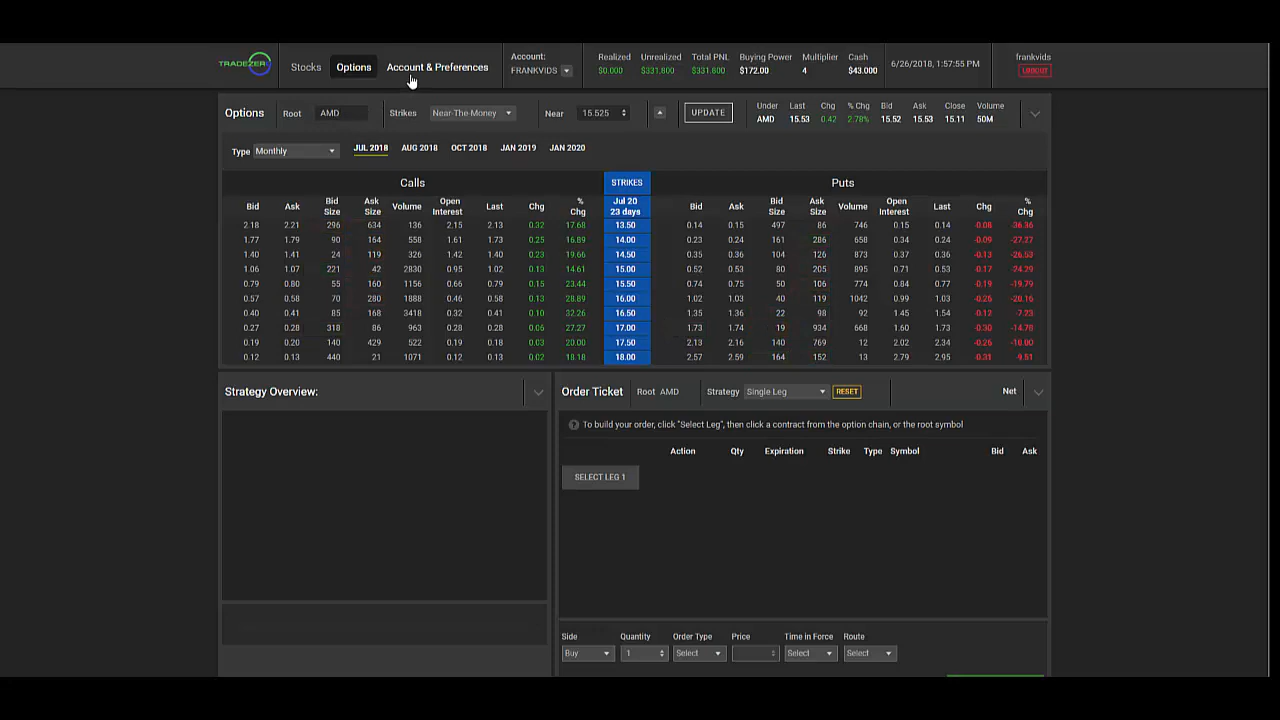 TRADEZER
Stocks
Options
Account & Preferences
Account:
FRANKVIDS
Realized Unrealized Total PNL Buying Power Multiplier Cash
$0.000 $331.800 $331.800 $172.00 4 $43.000
6/26/2018, 1:57:55 PM
frankvids
LOGOUT
Options Root AMD Strikes Near-The-Money Near 15.525 UPDATE
Under Last Chg % Chg Bid Ask Close Volume
AMD 15.53 0.42 2.78% 15.52 15.53 15.11 50M
Type Monthly JUL 2018 AUG 2018 OCT 2018 JAN 2019 JAN 2020
Calls STRIKES Puts
Bid Ask Bid Size Ask Size Volume Open Interest Last Chg % Chg Jul 20 23 days Bid Ask Bid Size Ask Size Volume Open Interest Last Chg % Chg
2.18 2.21 296 634 136 2.15 2.13 0.32 17.68 13.50 0.14 0.15 497 86 746 0.15 0.14 -0.08 -36.36
1.77 1.79 90 164 558 1.61 1.73 0.25 16.89 14.00 0.23 0.24 161 286 658 0.34 0.24 -0.09 -27.27
1.40 1.41 24 119 326 1.42 1.40 0.23 19.66 14.50 0.35 0.36 104 126 873 0.37 0.36 -0.13 -26.53
1.06 1.07 221 42 2830 0.95 1.02 0.13 14.61 15.00 0.52 0.53 80 205 895 0.71 0.53 -0.17 -24.29
0.79 0.80 55 160 1156 0.66 0.79 0.15 23.44 15.50 0.74 0.75 50 106 774 0.84 0.77 -0.19 -19.79
0.57 0.58 70 280 1888 0.46 0.58 0.13 28.89 16.00 1.02 1.03 40 119 1042 0.99 1.03 -0.26 -20.16
0.40 0.41 85 168 3418 0.32 0.41 0.10 32.26 16.50 1.35 1.36 22 98 92 1.45 1.54 -0.12 -7.23
0.27 0.28 318 86 963 0.28 0.28 0.06 27.27 17.00 1.73 1.74 19 934 668 1.60 1.73 -0.30 -14.78
0.19 0.20 140 429 522 0.19 0.18 0.03 20.00 17.50 2.13 2.16 140 769 12 2.02 2.34 -0.26 -10.00
0.12 0.13 440 21 1071 0.12 0.13 0.02 18.18 18.00 2.57 2.59 164 152 13 2.79 2.95 -0.31 -9.51
Strategy Overview:
Order Ticket Root AMD Strategy Single Leg RESET Net
To build your order, click "Select Leg", then click a contract from the option chain, or the root symbol
Action Qty Expiration Strike Type Symbol Bid Ask
SELECT LEG 1
Side Quantity Order Type Price Time in Force Route
Buy 1 Select Select Select